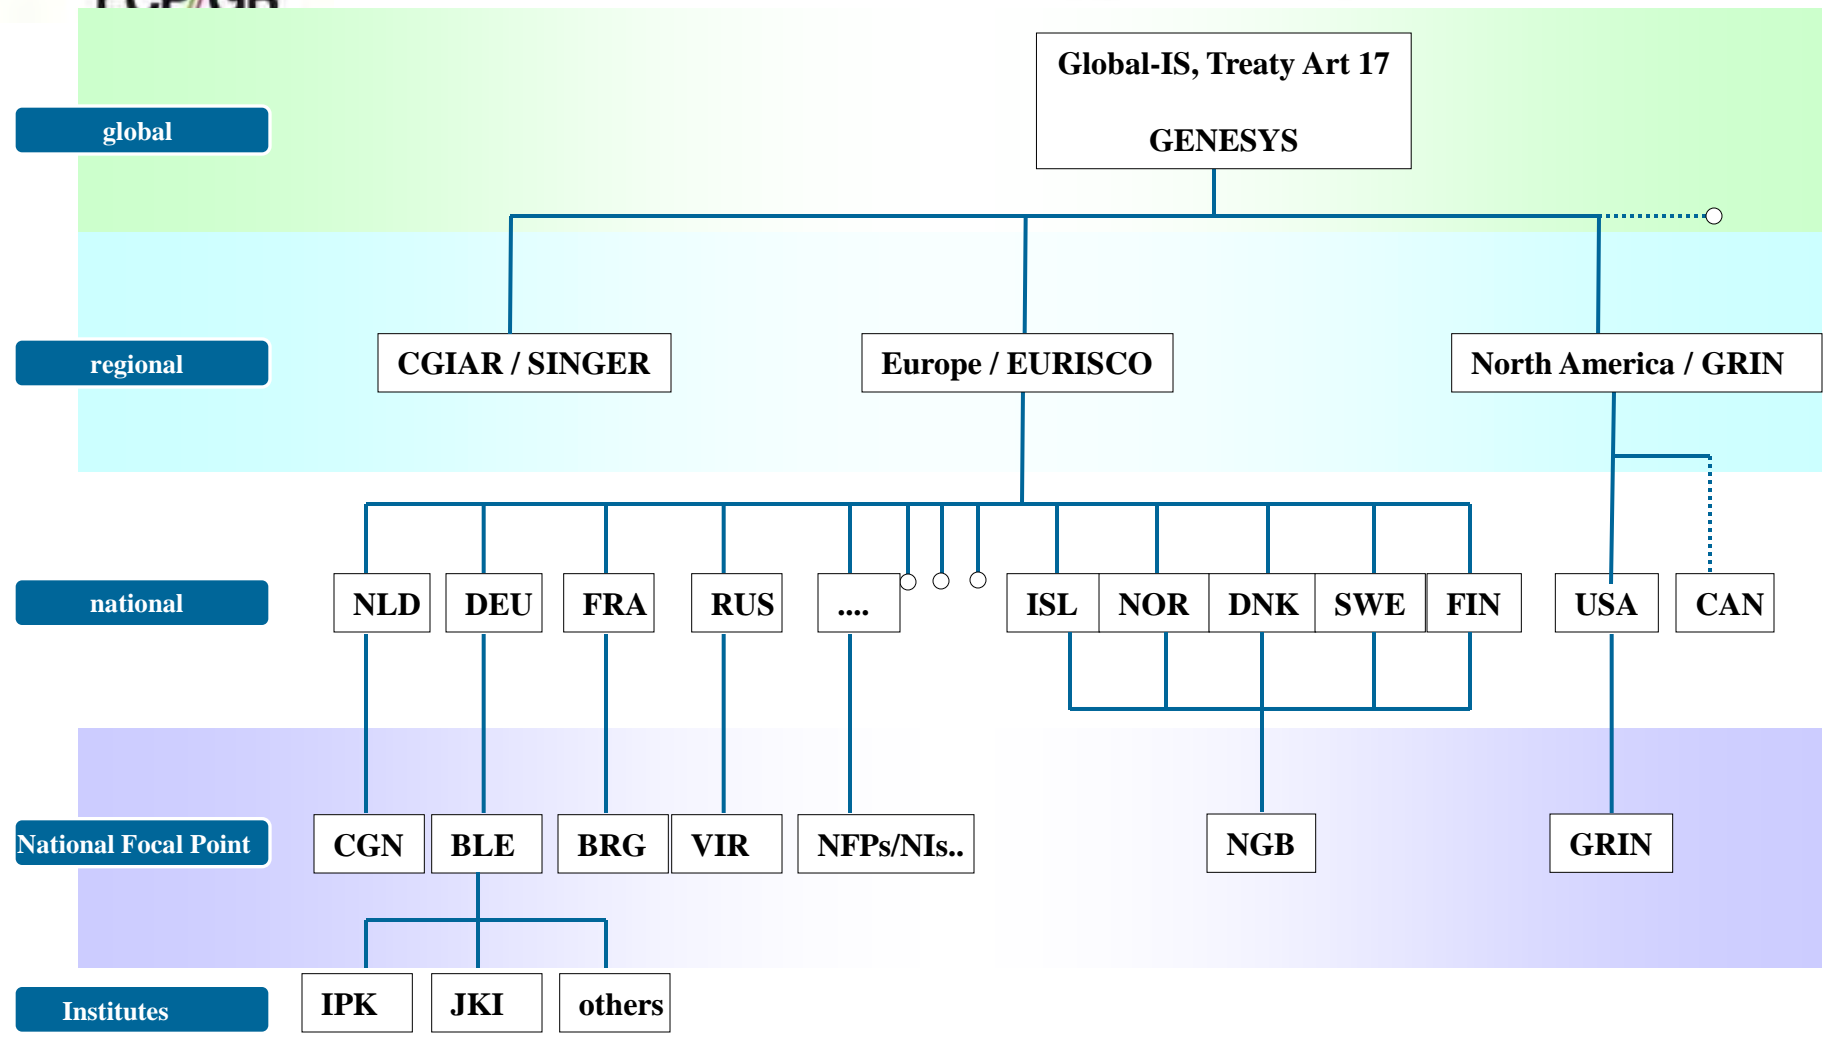 Global-IS, Treaty Art 17
GENESYS
global
regional
CGIAR / SINGER
Europe / EURISCO
North America / GRIN
national
NLD
DEU
FRA
RUS
....
ISL
NOR
DNK
SWE
FIN
USA
CAN
National Focal Point
CGN
BLE
BRG
VIR
NFPs/NIs..
NGB
GRIN
Institutes
IPK
JKI
others